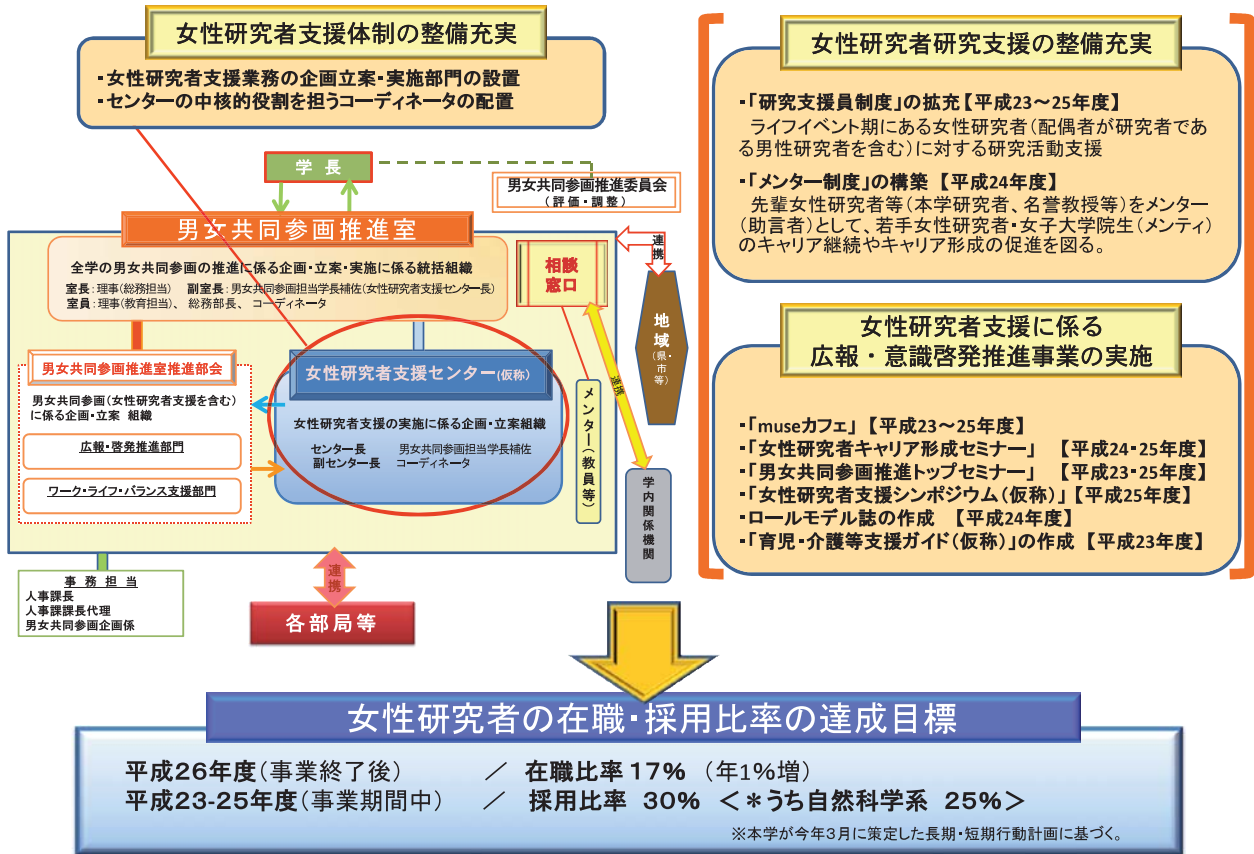 女性研究者支援体制の整備充実
・女性研究者支援業務の企画立案・実施部門の設置
・センターの中核的役割を担うコーディネータの配置
学長
男女共同参画推進委員会
(評価・調整)
男女共同参画推進室
全学の男女共同参画の推進に係る企画・立案・実施に係る統括組織
室長：理事(総務担当)　副室長：男女共同参画担当学長補佐(女性研究者支援センター長)
室員：理事(教育担当)、 総務部長、 コーディネータ
相談
窓口
連携
地域
(県・市等)
男女共同参画推進室推進部会
男女共同参画(女性研究者支援を含む)
に係る企画・立案 組織
広報・啓発推進部門
ワーク・ライフ・バランス支援部門
女性研究者支援センター(仮称)
女性研究者支援の実施に係る企画・立案組織
センター長　男女共同参画担当学長補佐
副センター長　コーディネータ
メンター(教員等)
連携
学内関係機関
事務担当
人事課長
人事課課長代理
男女共同参画企画係
連携
各部局等
女性研究者研究支援の整備充実
・「研究支援員制度」の拡充【平成23～25年度】
ライフイベント期にある女性研究者(配偶者が研究者であ
る男性研究者を含む)に対する研究活動支援
・「メンター制度」の構築 【平成24年度】
先輩女性研究者等(本学研究者、名誉教授等)をメンター
(助言者)として、若手女性研究者・女子大学院生(メンティ)
のキャリア継続やキャリア形成の促進を図る。
女性研究者支援に係る
広報・意識啓発推進事業の実施
・「museカフェ」【平成23～25年度】
・「女性研究者キャリア形成セミナー」　【平成24・25年度】
・「男女共同参画推進トップセミナー」　【平成23・25年度】
・「女性研究者支援シンポジウム(仮称)」【平成25年度】
・ロールモデル誌の作成　【平成24年度】
・「育児・介護等支援ガイド(仮称)」の作成 【平成23年度】
女性研究者の在職・採用比率の達成目標
平成26年度(事業終了後)　／ 在職比率 17% (年1%増)
平成23-25年度(事業期間中)　／ 採用比率 30% ＜＊うち自然科学系 25%＞
※本学が今年3月に策定した長期・短期行動計画に基づく。